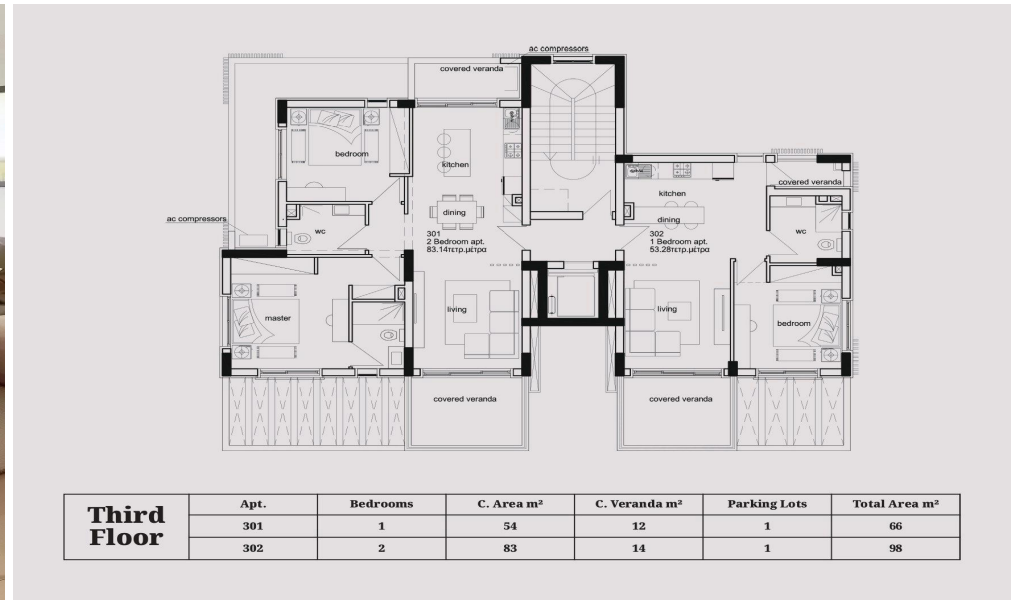 ac compressors
covered veranda
bedroom
kitchen
kitchen
covered veranda
dining
dining
ac compressors
wc
wc
301
2 Bedroom apt.
83.14τετρ.μέτρα
302
1 Bedroom apt.
53.28τετρ.μέτρα
master
living
living
bedroom
covered veranda
covered veranda
Third Floor
Apt. Bedrooms C. Area m² C. Veranda m² Parking Lots Total Area m²
301 1 54 12 1 66
302 2 83 14 1 98